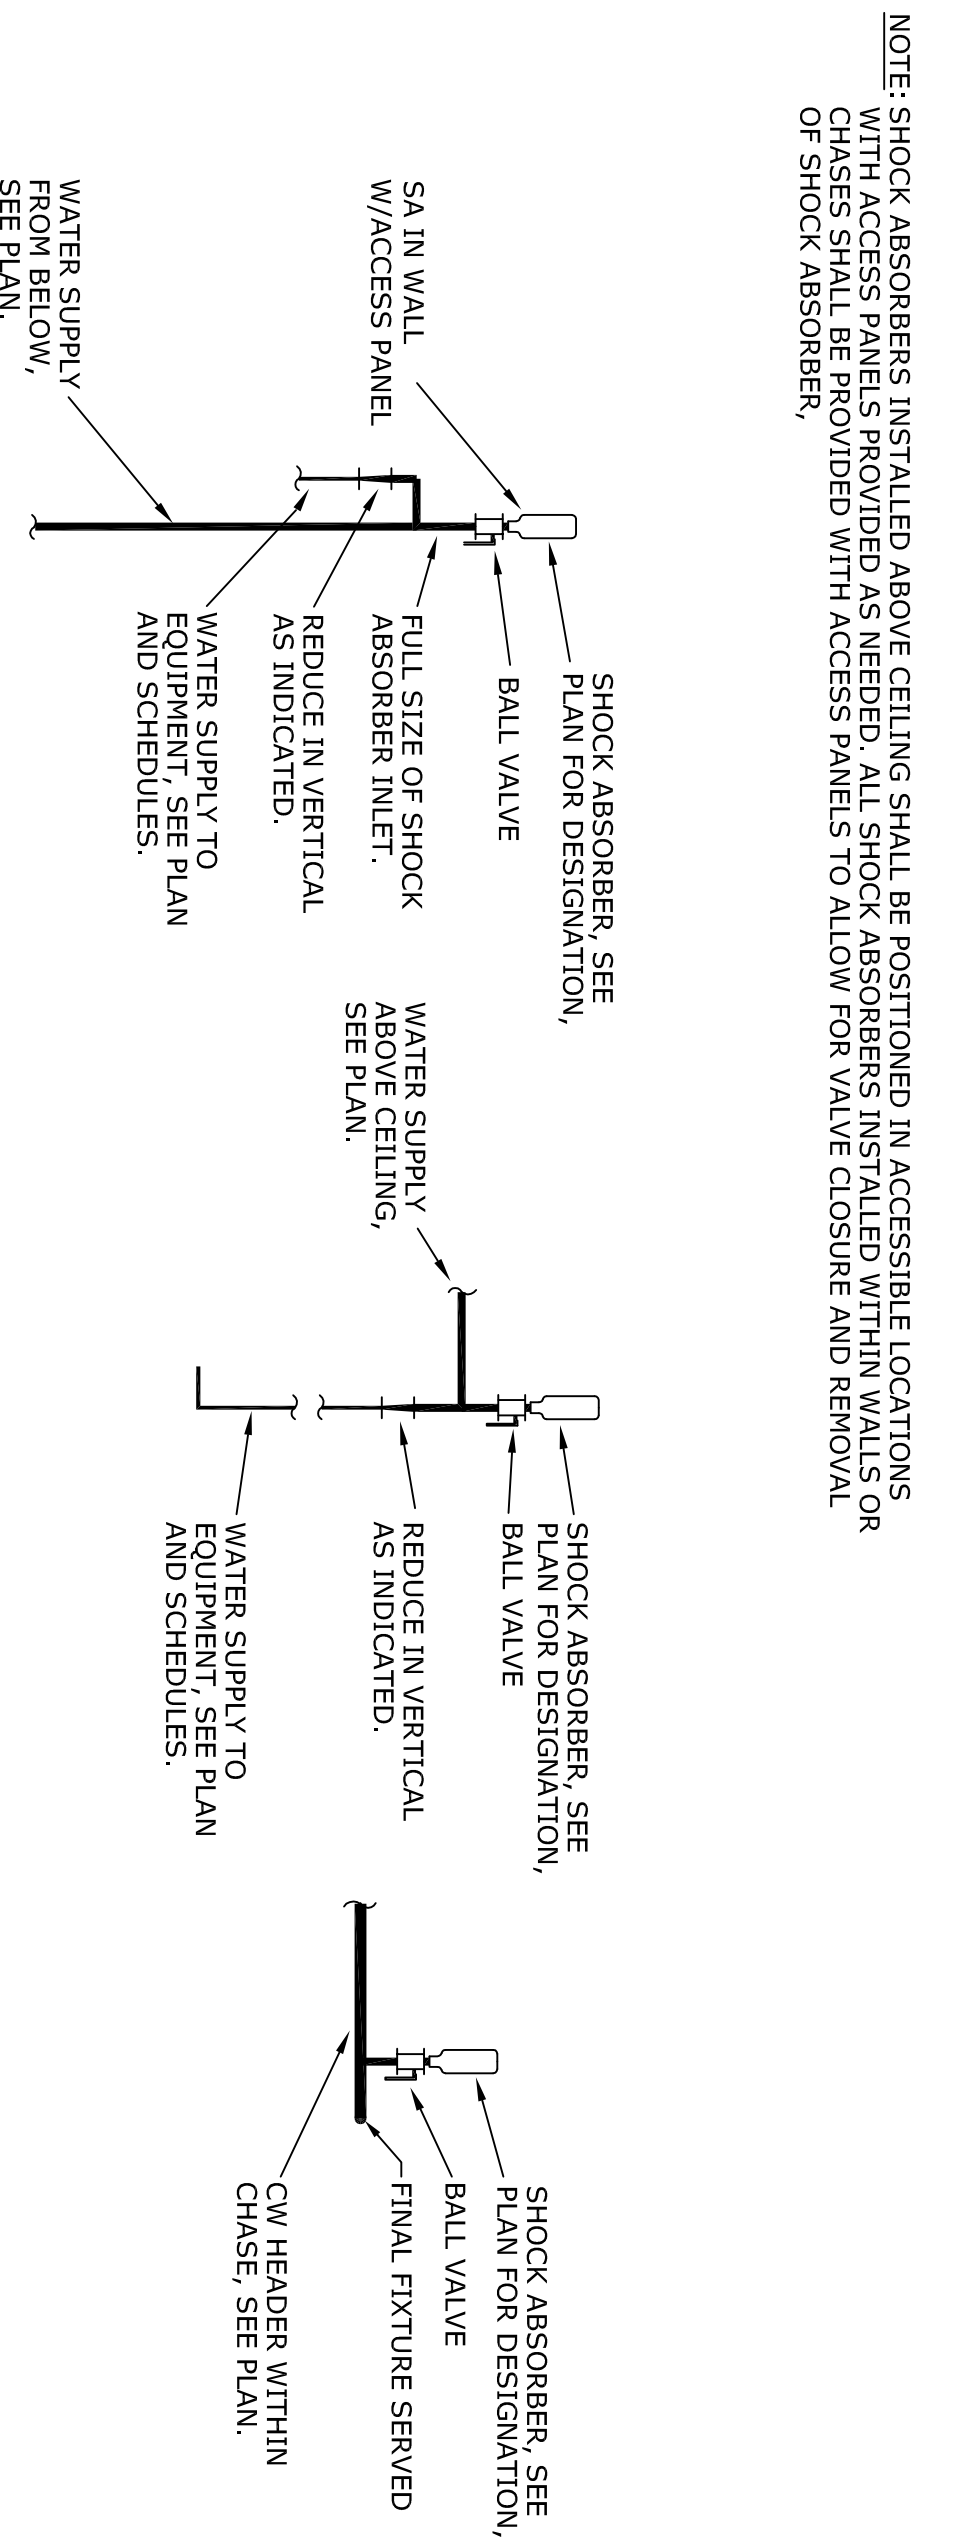 NOTE: SHOCK ABSORBERS INSTALLED ABOVE CEILING SHALL BE POSITIONED IN ACCESSIBLE LOCATIONS
WITH ACCESS PANELS PROVIDED AS NEEDED. ALL SHOCK ABSORBERS INSTALLED WITHIN WALLS OR
CHASES SHALL BE PROVIDED WITH ACCESS PANELS TO ALLOW FOR VALVE CLOSURE AND REMOVAL
OF SHOCK ABSORBER,
SA IN WALL
W/ACCESS PANEL
WATER SUPPLY
FROM BELOW,
SEE PLAN.
SHOCK ABSORBER, SEE
PLAN FOR DESIGNATION,
BALL VALVE
FULL SIZE OF SHOCK
ABSORBER INLET.
REDUCE IN VERTICAL
AS INDICATED.
WATER SUPPLY TO
EQUIPMENT, SEE PLAN
AND SCHEDULES.
WATER SUPPLY
ABOVE CEILING,
SEE PLAN.
SHOCK ABSORBER, SEE
PLAN FOR DESIGNATION,
BALL VALVE
REDUCE IN VERTICAL
AS INDICATED.
WATER SUPPLY TO
EQUIPMENT, SEE PLAN
AND SCHEDULES.
SHOCK ABSORBER, SEE
PLAN FOR DESIGNATION,
BALL VALVE
FINAL FIXTURE SERVED
CW HEADER WITHIN
CHASE, SEE PLAN.